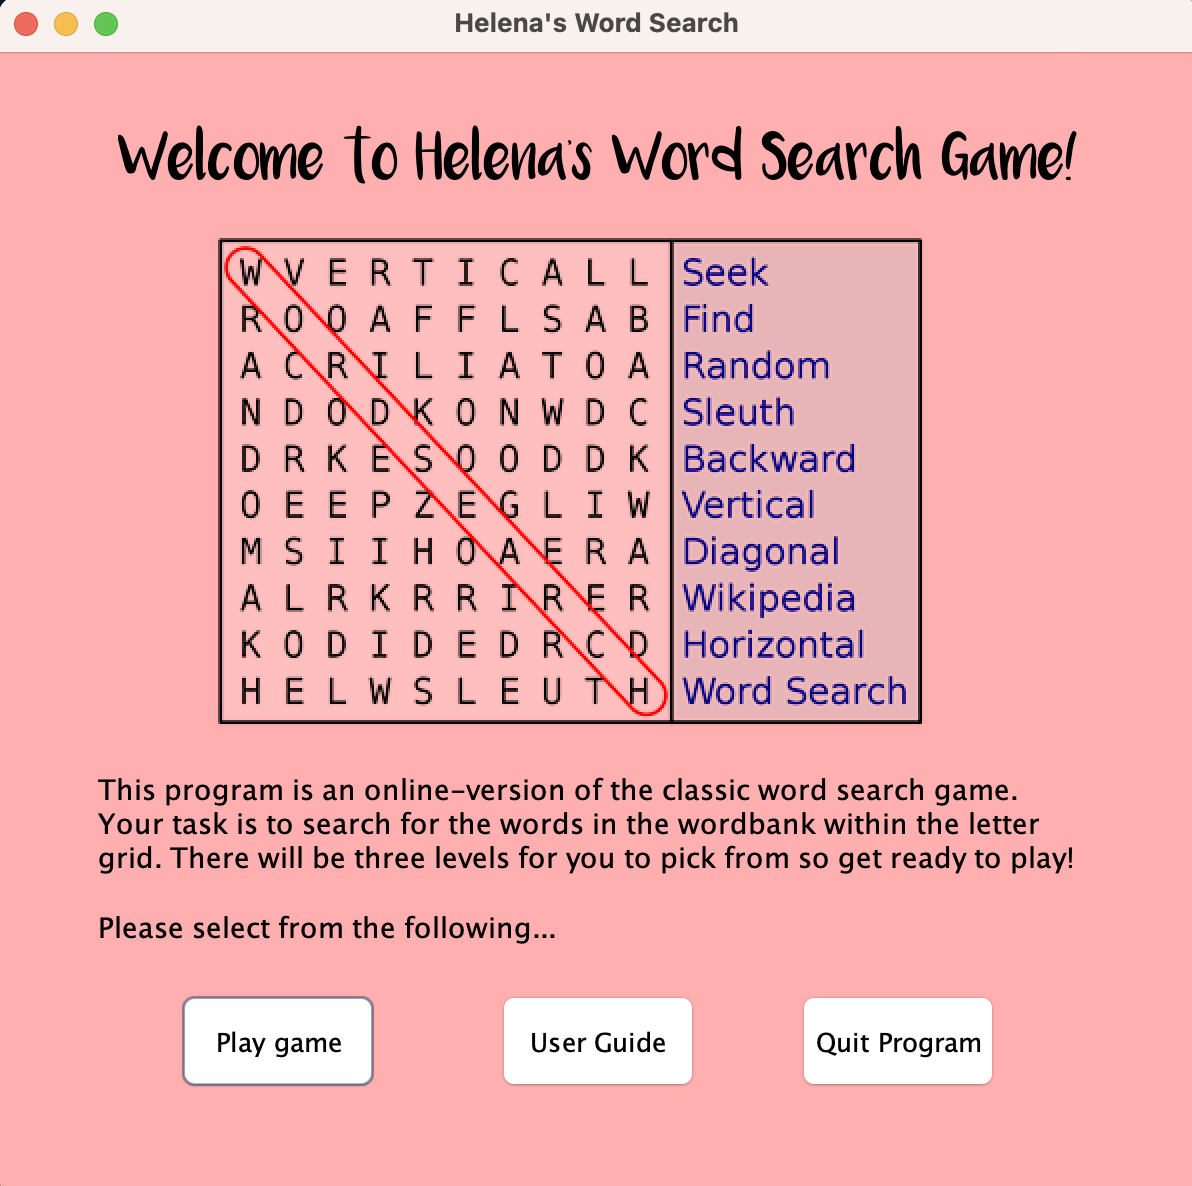 Helena's Word Search
Welcome to Helena's Word Search Game!
W V E R T I C A L L Seek
R O O A F F L S A B Find
A C R I L I A T O A Random
N D O D K O N W D C Sleuth
D R K E S O O D D K Backward
O E E P Z E G L I W Vertical
M S I I H O A E R A Diagonal
A L R K R R I R E R Wikipedia
K O D I D E D R C D Horizontal
H E L W S L E U T H Word Search
This program is an online-version of the classic word search game.
Your task is to search for the words in the wordbank within the letter
grid. There will be three levels for you to pick from so get ready to play!
Please select from the following...
Play game User Guide Quit Program